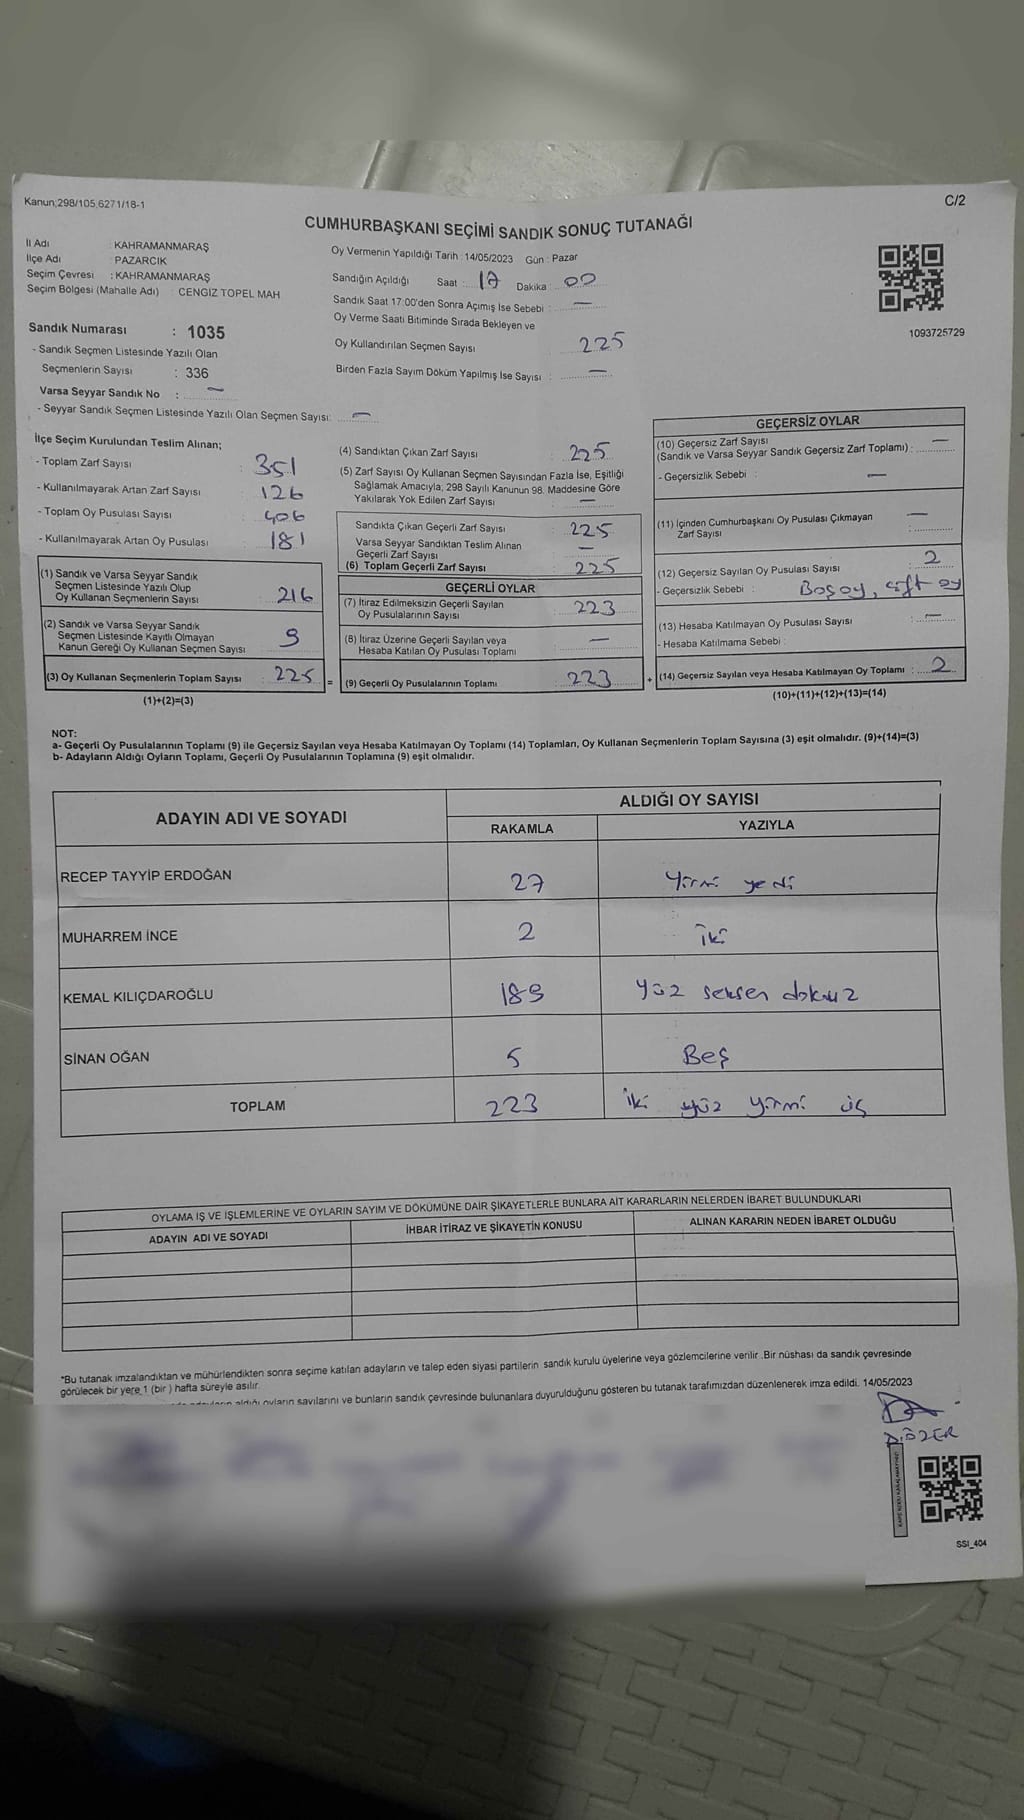 Kanun;298/105,6271/18-1
C/2
CUMHURBAŞKANI SEÇİMİ SANDIK SONUÇ TUTANAĞI
İl Adı KAHRAMANMARAŞ
İlçe Adı : PAZARCIK
Seçim Çevresi : KAHRAMANMARAŞ
Seçim Bölgesi (Mahalle Adı) : CENGİZ TOPEL MAH
Sandık Numarası : 1035
- Sandık Seçmen Listesinde Yazılı Olan
Seçmenlerin Sayısı : 336
Varsa Seyyar Sandık No : —
- Seyyar Sandık Seçmen Listesinde Yazılı Olan Seçmen Sayısı: —
Oy Vermenin Yapıldığı Tarih : 14/05/2023 Gün : Pazar
Sandığın Açıldığı Saat : 17 Dakika : 00
Sandık Saat 17:00'den Sonra Açımış İse Sebebi : —
Oy Verme Saati Bitiminde Sırada Bekleyen ve
Oy Kullandırılan Seçmen Sayısı 225
Birden Fazla Sayım Döküm Yapılmış İse Sayısı : —
1093725729
İlçe Seçim Kurulundan Teslim Alınan;
- Toplam Zarf Sayısı : 351
- Kullanılmayarak Artan Zarf Sayısı : 126
- Toplam Oy Pusulası Sayısı : 406
- Kullanılmayarak Artan Oy Pusulası : 181
(1) Sandık ve Varsa Seyyar Sandık
Seçmen Listesinde Yazılı Olup
Oy Kullanan Seçmenlerin Sayısı : 216
(2) Sandık ve Varsa Seyyar Sandık
Seçmen Listesinde Kayıtlı Olmayan
Kanun Gereği Oy Kullanan Seçmen Sayısı : 9
(3) Oy Kullanan Seçmenlerin Toplam Sayısı : 225 =
(1)+(2)=(3)
(4) Sandıktan Çıkan Zarf Sayısı : 225
(5) Zarf Sayısı Oy Kullanan Seçmen Sayısından Fazla İse, Eşitliği
Sağlamak Amacıyla, 298 Sayılı Kanunun 98. Maddesine Göre
Yakılarak Yok Edilen Zarf Sayısı : —
Sandıkta Çıkan Geçerli Zarf Sayısı : 225
Varsa Seyyar Sandıktan Teslim Alınan
Geçerli Zarf Sayısı : —
(6) Toplam Geçerli Zarf Sayısı : 225
GEÇERLİ OYLAR
(7) İtiraz Edilmeksizin Geçerli Sayılan
Oy Pusulalarının Sayısı : 223
(8) İtiraz Üzerine Geçerli Sayılan veya
Hesaba Katılan Oy Pusulası Toplamı : —
(9) Geçerli Oy Pusulalarının Toplamı : 223 +
GEÇERSİZ OYLAR
(10) Geçersiz Zarf Sayısı
(Sandık ve Varsa Seyyar Sandık Geçersiz Zarf Toplamı) : —
- Geçersizlik Sebebi : —
(11) İçinden Cumhurbaşkanı Oy Pusulası Çıkmayan
Zarf Sayısı : —
(12) Geçersiz Sayılan Oy Pusulası Sayısı : 2
- Geçersizlik Sebebi : Boş oy, çift oy
(13) Hesaba Katılmayan Oy Pusulası Sayısı : —
- Hesaba Katılmama Sebebi :
(14) Geçersiz Sayılan veya Hesaba Katılmayan Oy Toplamı : 2
(10)+(11)+(12)+(13)=(14)
NOT:
a- Geçerli Oy Pusulalarının Toplamı (9) ile Geçersiz Sayılan veya Hesaba Katılmayan Oy Toplamı (14) Toplamları, Oy Kullanan Seçmenlerin Toplam Sayısına (3) eşit olmalıdır. (9)+(14)=(3)
b- Adayların Aldığı Oyların Toplamı, Geçerli Oy Pusulalarının Toplamına (9) eşit olmalıdır.
ADAYIN ADI VE SOYADI ALDIĞI OY SAYISI
RAKAMLA YAZIYLA
RECEP TAYYİP ERDOĞAN 27 Yirmi yedi
MUHARREM İNCE 2 iki
KEMAL KILIÇDAROĞLU 189 yüz seksen dokuz
SİNAN OĞAN 5 Beş
TOPLAM 223 iki yüz yirmi üç
OYLAMA İŞ VE İŞLEMLERİNE VE OYLARIN SAYIM VE DÖKÜMÜNE DAİR ŞİKAYETLERLE BUNLARA AİT KARARLARIN NELERDEN İBARET BULUNDUKLARI
ADAYIN ADI VE SOYADI İHBAR İTİRAZ VE ŞİKAYETİN KONUSU ALINAN KARARIN NEDEN İBARET OLDUĞU
*Bu tutanak imzalandıktan ve mühürlendikten sonra seçime katılan adayların ve talep eden siyasi partilerin sandık kurulu üyelerine veya gözlemcilerine verilir .Bir nüshası da sandık çevresinde
görülecek bir yere 1 (bir ) hafta süreyle asılır.
aldığı oyların sayılarını ve bunların sandık çevresinde bulunanlara duyurulduğunu gösteren bu tutanak tarafımızdan düzenlenerek imza edildi. 14/05/2023
SSI_404